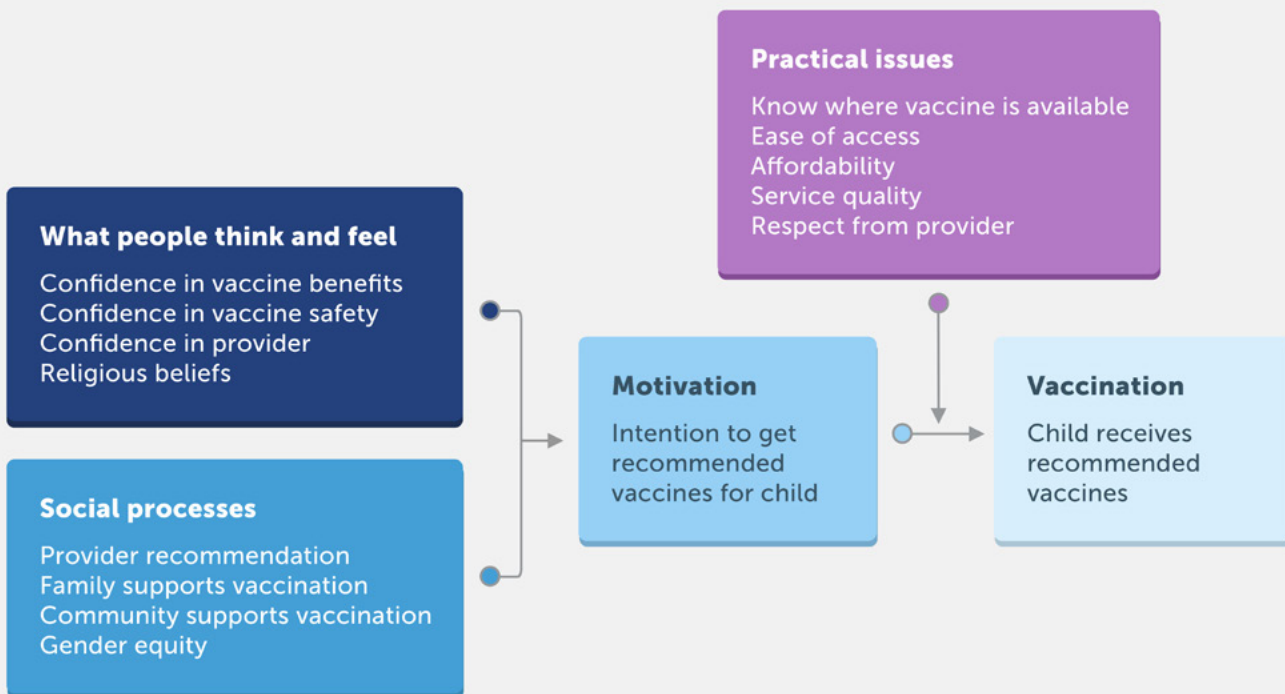 Practical issues
Know where vaccine is available
Ease of access
Affordability
Service quality
Respect from provider
What people think and feel
Confidence in vaccine benefits
Confidence in vaccine safety
Confidence in provider
Religious beliefs
Motivation
Intention to get
recommended
vaccines for child
Vaccination
Child receives
recommended
vaccines
Social processes
Provider recommendation
Family supports vaccination
Community supports vaccination
Gender equity